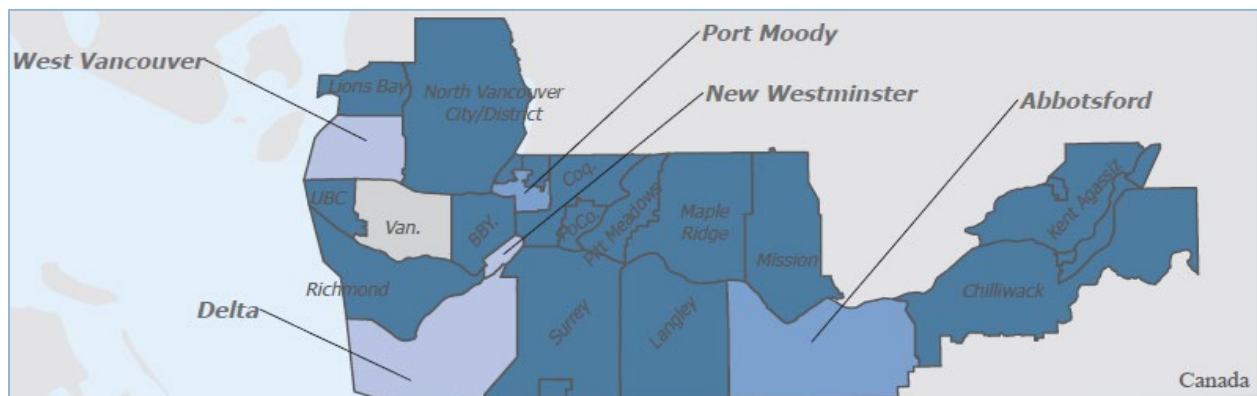 Port Moody
West Vancouver
New Westminster
Abbotsford
Lions Bay
North Vancouver
City/District
Coq.
UBC
Van.
BBY.
PoCo.
Pitt Meadows
Maple
Ridge
Mission
Kent Agassiz
Richmond
Chilliwack
Delta
Surrey
Langley
Canada